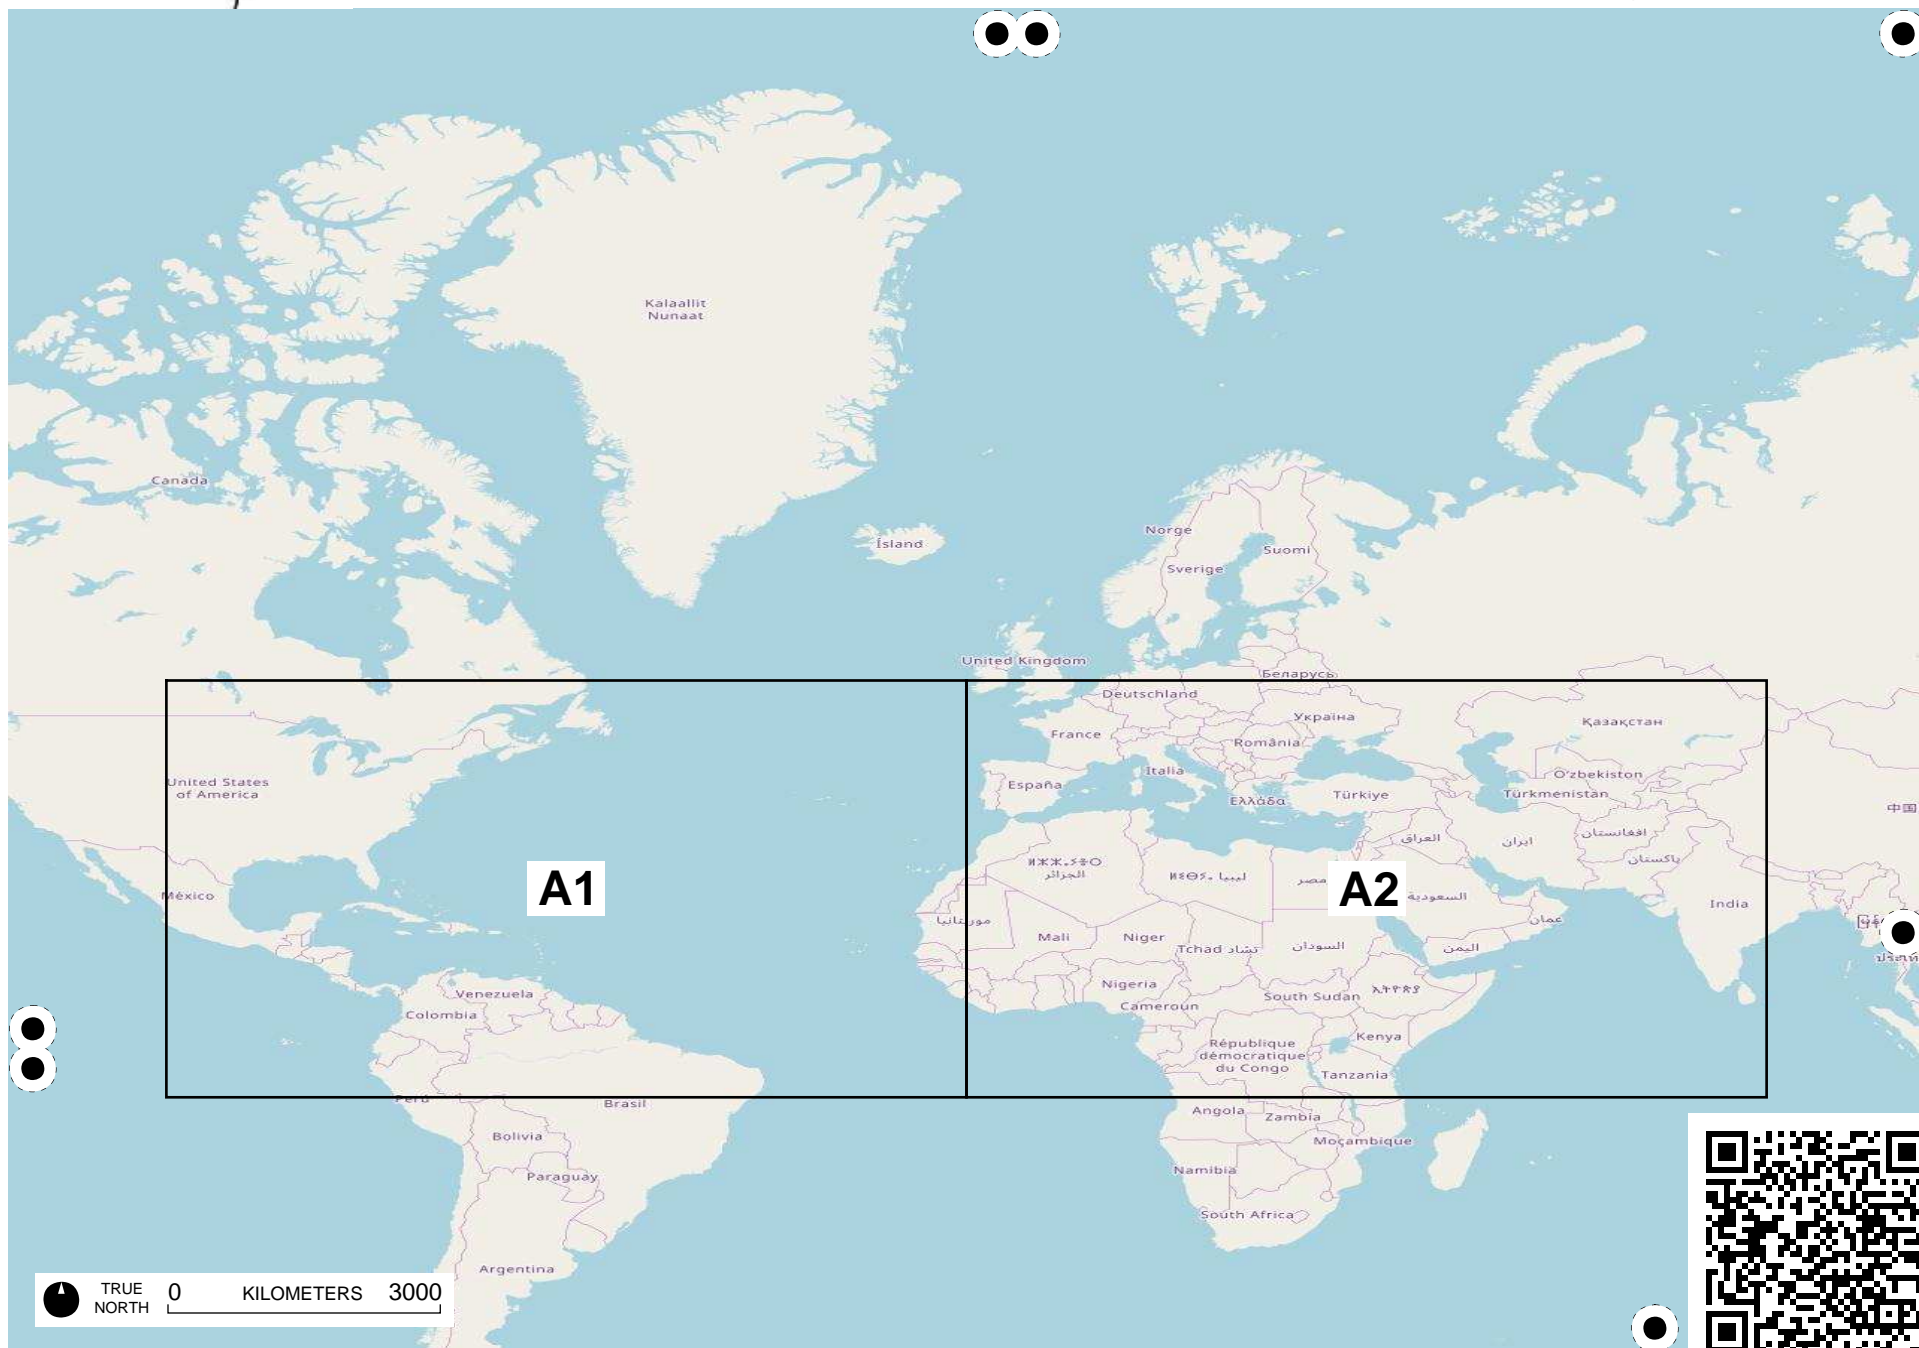 Kalaallit
Nunaat
Canada
Ísland
Norge
Suomi
Sverige
United Kingdom
Беларусь
Deutschland
Україна
Қазақстан
France
România
United States
of America
España
Italia
Ελλάδα
Türkiye
O'zbekiston
Türkmenistan
中国
العراق
ايران
افغانستان
پاکستان
ⵍⵣⵣⴰⵢⴻⵔ
الجزائر
ليبيا
مصر
A1
A2
السعودية
México
India
موريتانيا
عمان
Mali
Niger
Tchad تشاد
السودان
اليمن
Venezuela
Nigeria
South Sudan
Cameroun
Colombia
Kenya
République
démocratique
du Congo
Tanzania
Perú
Brasil
Angola
Zambia
Bolivia
Moçambique
Paraguay
Namibia
South Africa
Argentina
TRUE
NORTH
0 KILOMETERS 3000